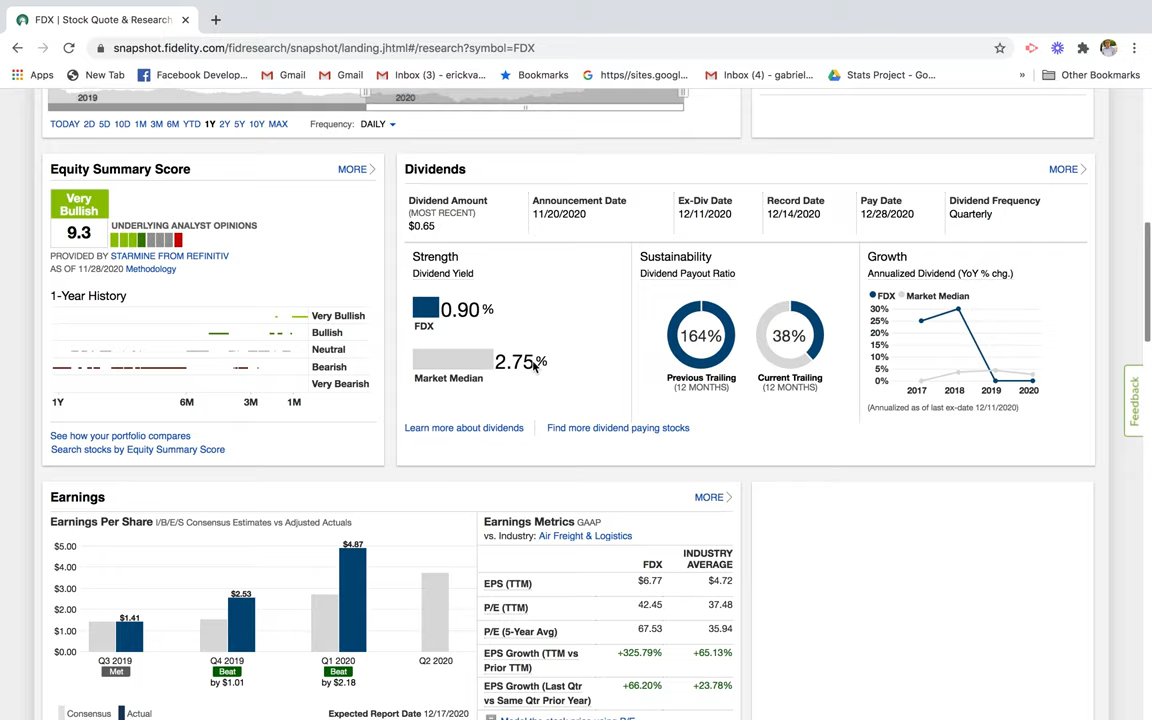 FDX | Stock Quote & Research
snapshot.fidelity.com/fidresearch/snapshot/landing.jhtml#/research?symbol=FDX
Apps New Tab Facebook Develop... Gmail Gmail Inbox (3) - erickva... Bookmarks https//sites.googl... Inbox (4) - gabriel... Stats Project - Go... » Other Bookmarks
2019 2020
TODAY 2D 5D 10D 1M 3M 6M YTD 1Y 2Y 5Y 10Y MAX Frequency: DAILY
Equity Summary Score MORE
Very
Bullish
9.3
UNDERLYING ANALYST OPINIONS
PROVIDED BY STARMINE FROM REFINITIV
AS OF 11/28/2020 Methodology
1-Year History
Very Bullish
Bullish
Neutral
Bearish
Very Bearish
1Y 6M 3M 1M
See how your portfolio compares
Search stocks by Equity Summary Score
Dividends MORE
Dividend Amount
(MOST RECENT)
$0.65
Announcement Date
11/20/2020
Ex-Div Date
12/11/2020
Record Date
12/14/2020
Pay Date
12/28/2020
Dividend Frequency
Quarterly
Strength
Dividend Yield
0.90 %
FDX
2.75%
Market Median
Sustainability
Dividend Payout Ratio
164%
Previous Trailing
(12 MONTHS)
38%
Current Trailing
(12 MONTHS)
Growth
Annualized Dividend (YoY % chg.)
FDX Market Median
30%
25%
20%
15%
10%
5%
0%
2017 2018 2019 2020
(Annualized as of last ex-date 12/11/2020)
Learn more about dividends Find more dividend paying stocks
Feedback
Earnings MORE
Earnings Per Share I/B/E/S Consensus Estimates vs Adjusted Actuals
$5.00
$4.00
$3.00
$2.00
$1.00
$0.00
$1.41
$2.53
$4.87
Q3 2019 Q4 2019 Q1 2020 Q2 2020
Met Beat Beat
by $1.01 by $2.18
Consensus Actual Expected Report Date 12/17/2020
Earnings Metrics GAAP
vs. Industry: Air Freight & Logistics
FDX INDUSTRY AVERAGE
EPS (TTM) $6.77 $4.72
P/E (TTM) 42.45 37.48
P/E (5-Year Avg) 67.53 35.94
EPS Growth (TTM vs Prior TTM) +325.79% +65.13%
EPS Growth (Last Qtr vs Same Qtr Prior Year) +66.20% +23.78%
Model the stock price using P/E